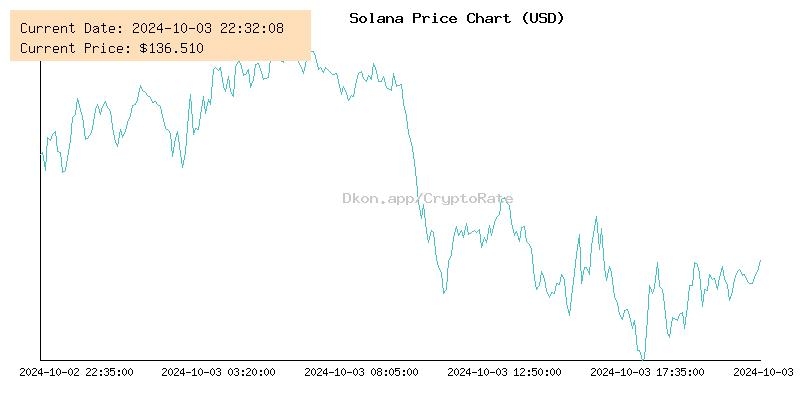 Solana Price Chart (USD)
Current Date: 2024-10-03 22:32:08
Current Price: $136.510
Dkon.app/CryptoRate
2024-10-02 22:35:00 2024-10-03 03:20:00 2024-10-03 08:05:00 2024-10-03 12:50:00 2024-10-03 17:35:00 2024-10-03